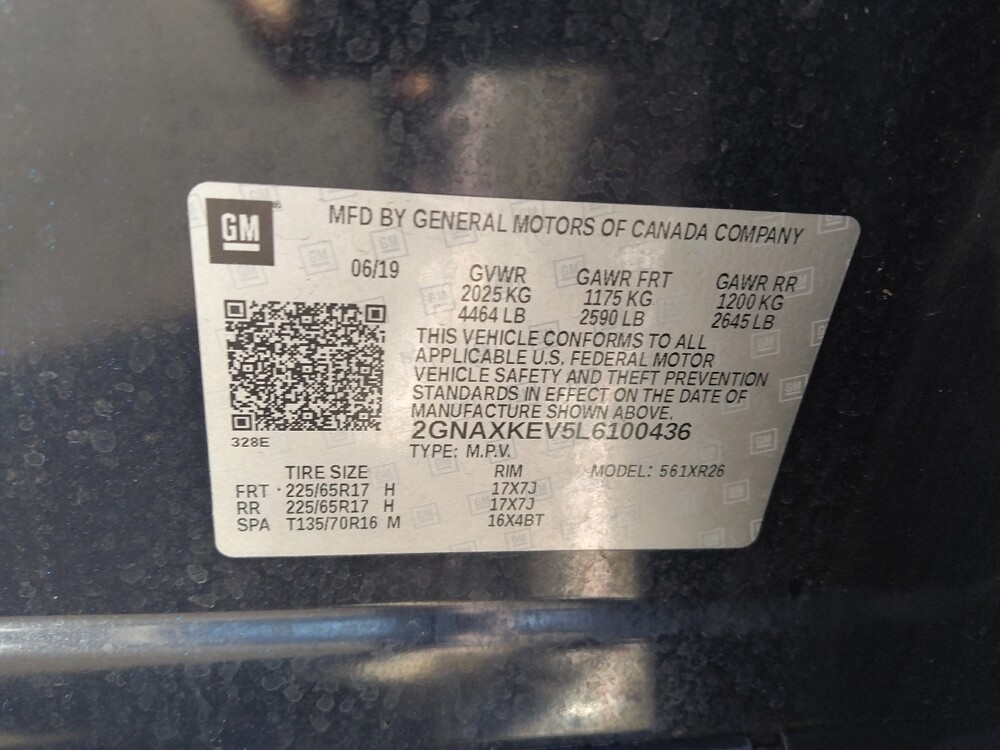 GM
MFD BY GENERAL MOTORS OF CANADA COMPANY
06/19
GVWR GAWR FRT GAWR RR
2025 KG 1175 KG 1200 KG
4464 LB 2590 LB 2645 LB
THIS VEHICLE CONFORMS TO ALL
APPLICABLE U.S. FEDERAL MOTOR
VEHICLE SAFETY AND THEFT PREVENTION
STANDARDS IN EFFECT ON THE DATE OF
MANUFACTURE SHOWN ABOVE.
2GNAXKEV5L6100436
328E
TYPE: M.P.V.
TIRE SIZE RIM MODEL: 561XR26
FRT 225/65R17 H 17X7J
RR 225/65R17 H 17X7J
SPA T135/70R16 M 16X4BT